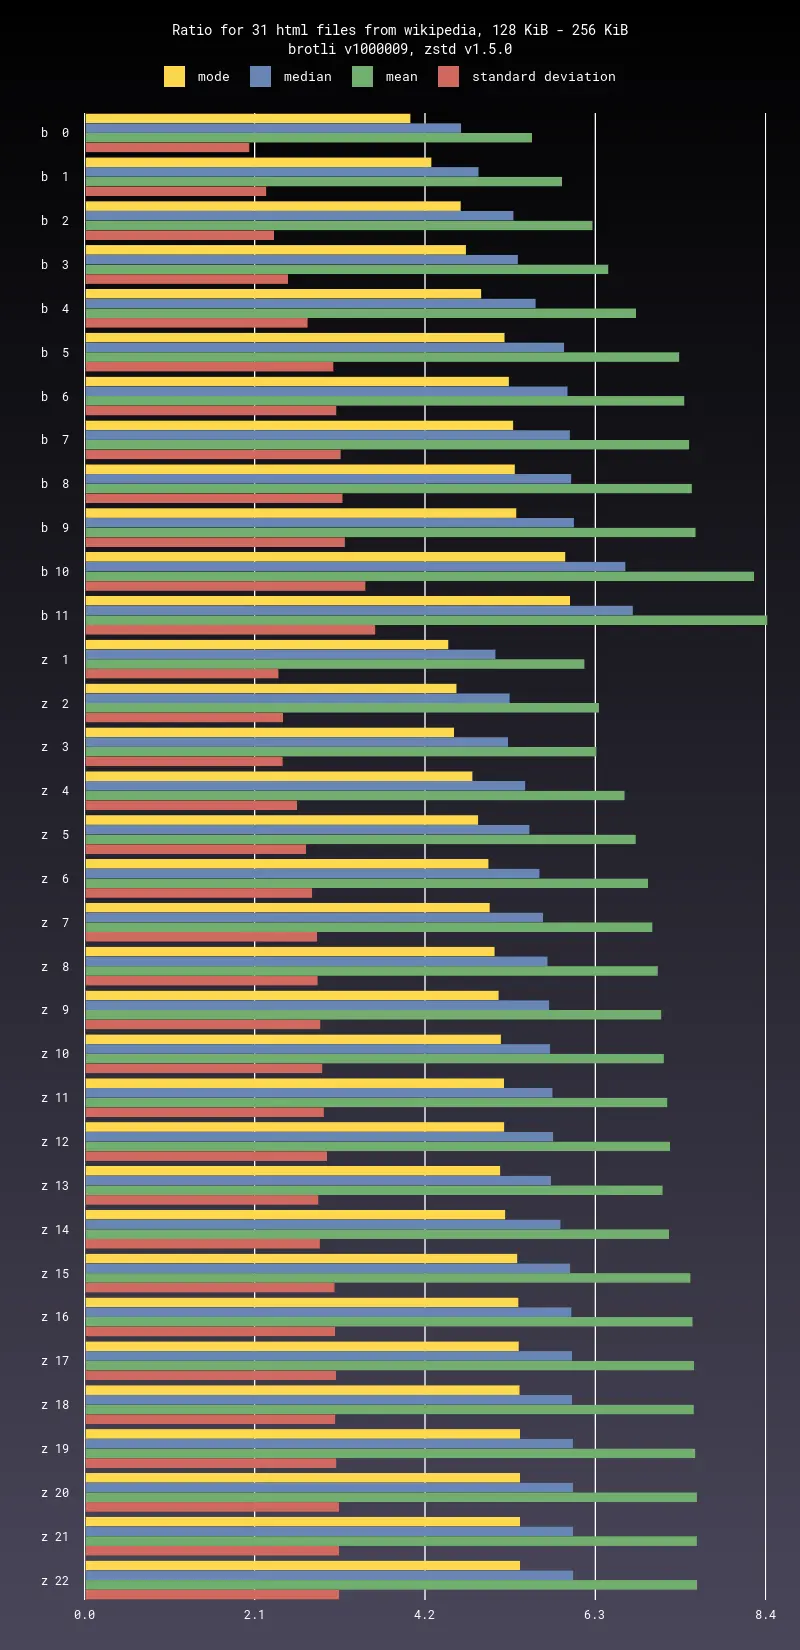 Ratio for 31 html files from wikipedia, 128 KiB - 256 KiB
brotli v1000009, zstd v1.5.0
mode median mean standard deviation
b 0
b 1
b 2
b 3
b 4
b 5
b 6
b 7
b 8
b 9
b 10
b 11
z 1
z 2
z 3
z 4
z 5
z 6
z 7
z 8
z 9
z 10
z 11
z 12
z 13
z 14
z 15
z 16
z 17
z 18
z 19
z 20
z 21
z 22
0.0 2.1 4.2 6.3 8.4